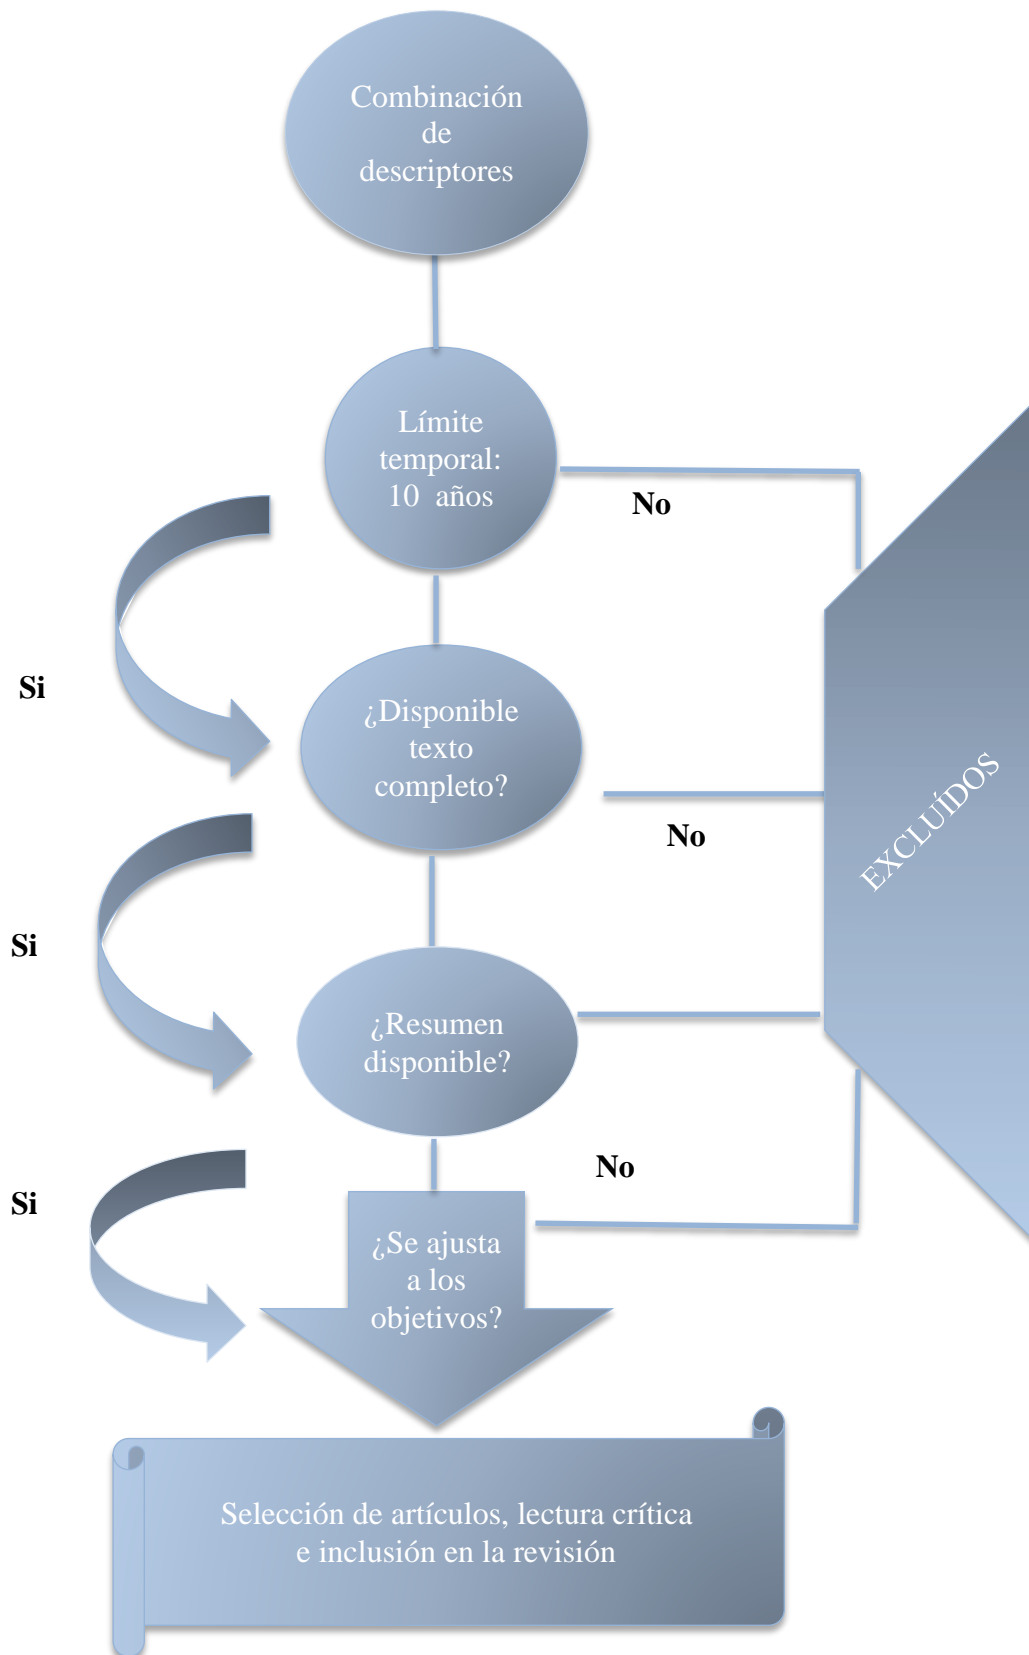 Combinación
de
descriptores
Límite
temporal:
10 años
No
Si
¿Disponible
texto
completo?
No
EXCLUÍDOS
Si
¿Resumen
disponible?
No
Si
¿Se ajusta
a los
objetivos?
Selección de artículos, lectura crítica
e inclusión en la revisión